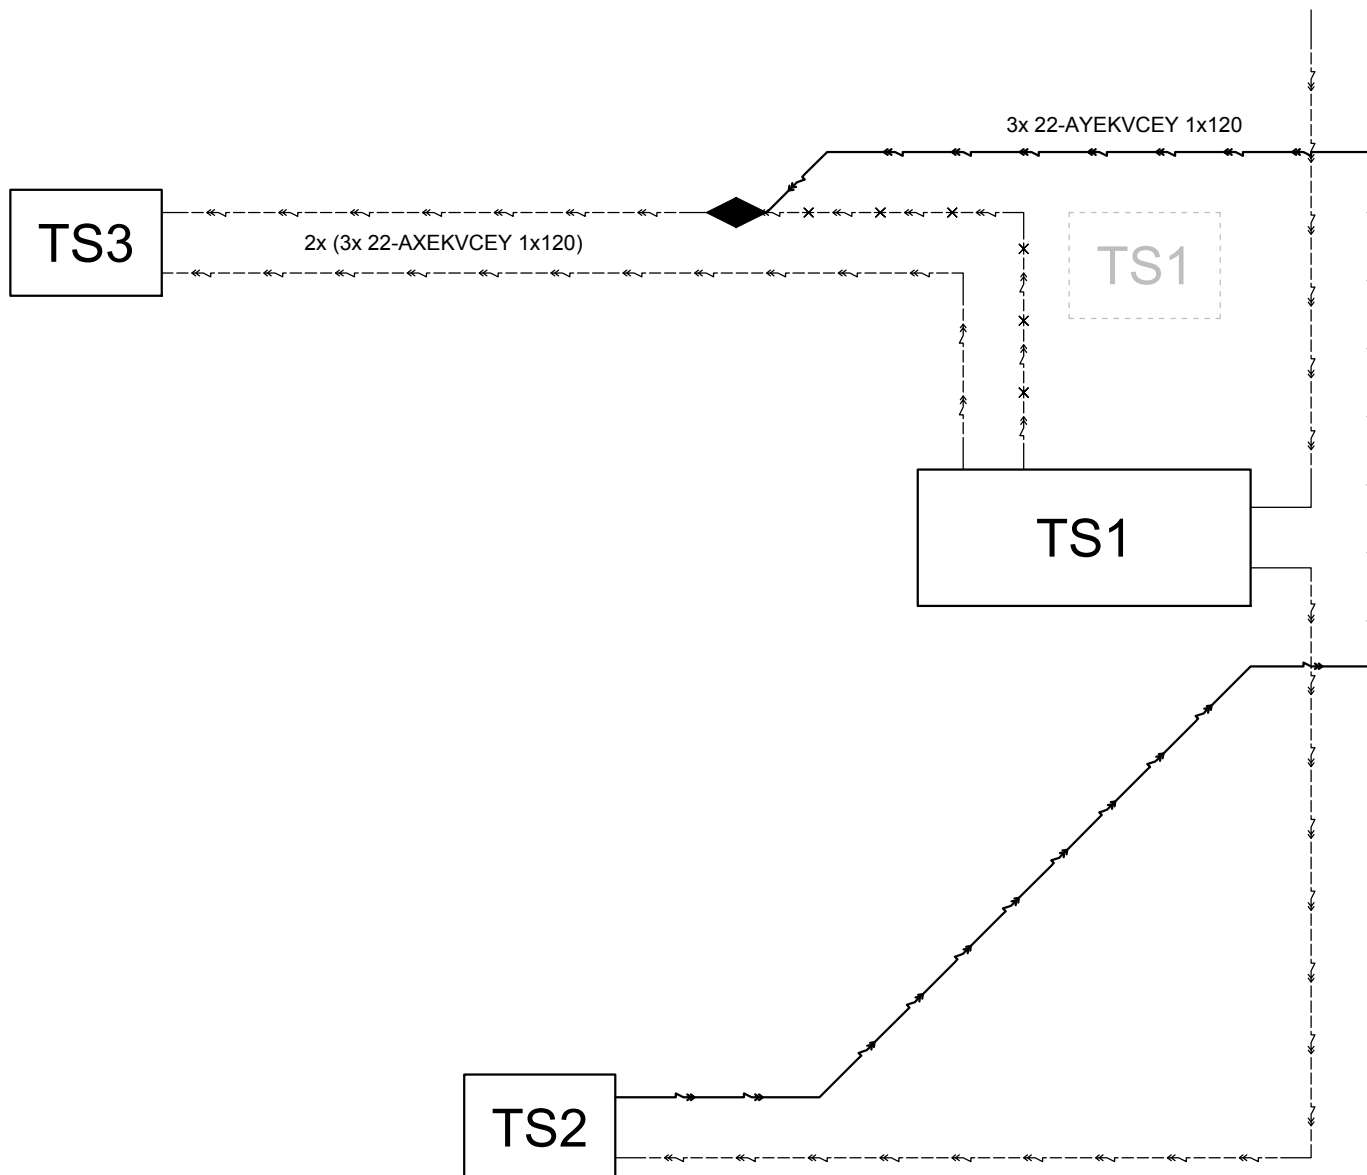 3x 22-AYEKVCEY 1x120
TS3
2x (3x 22-AXEKVCEY 1x120)
TS1
TS1
TS2